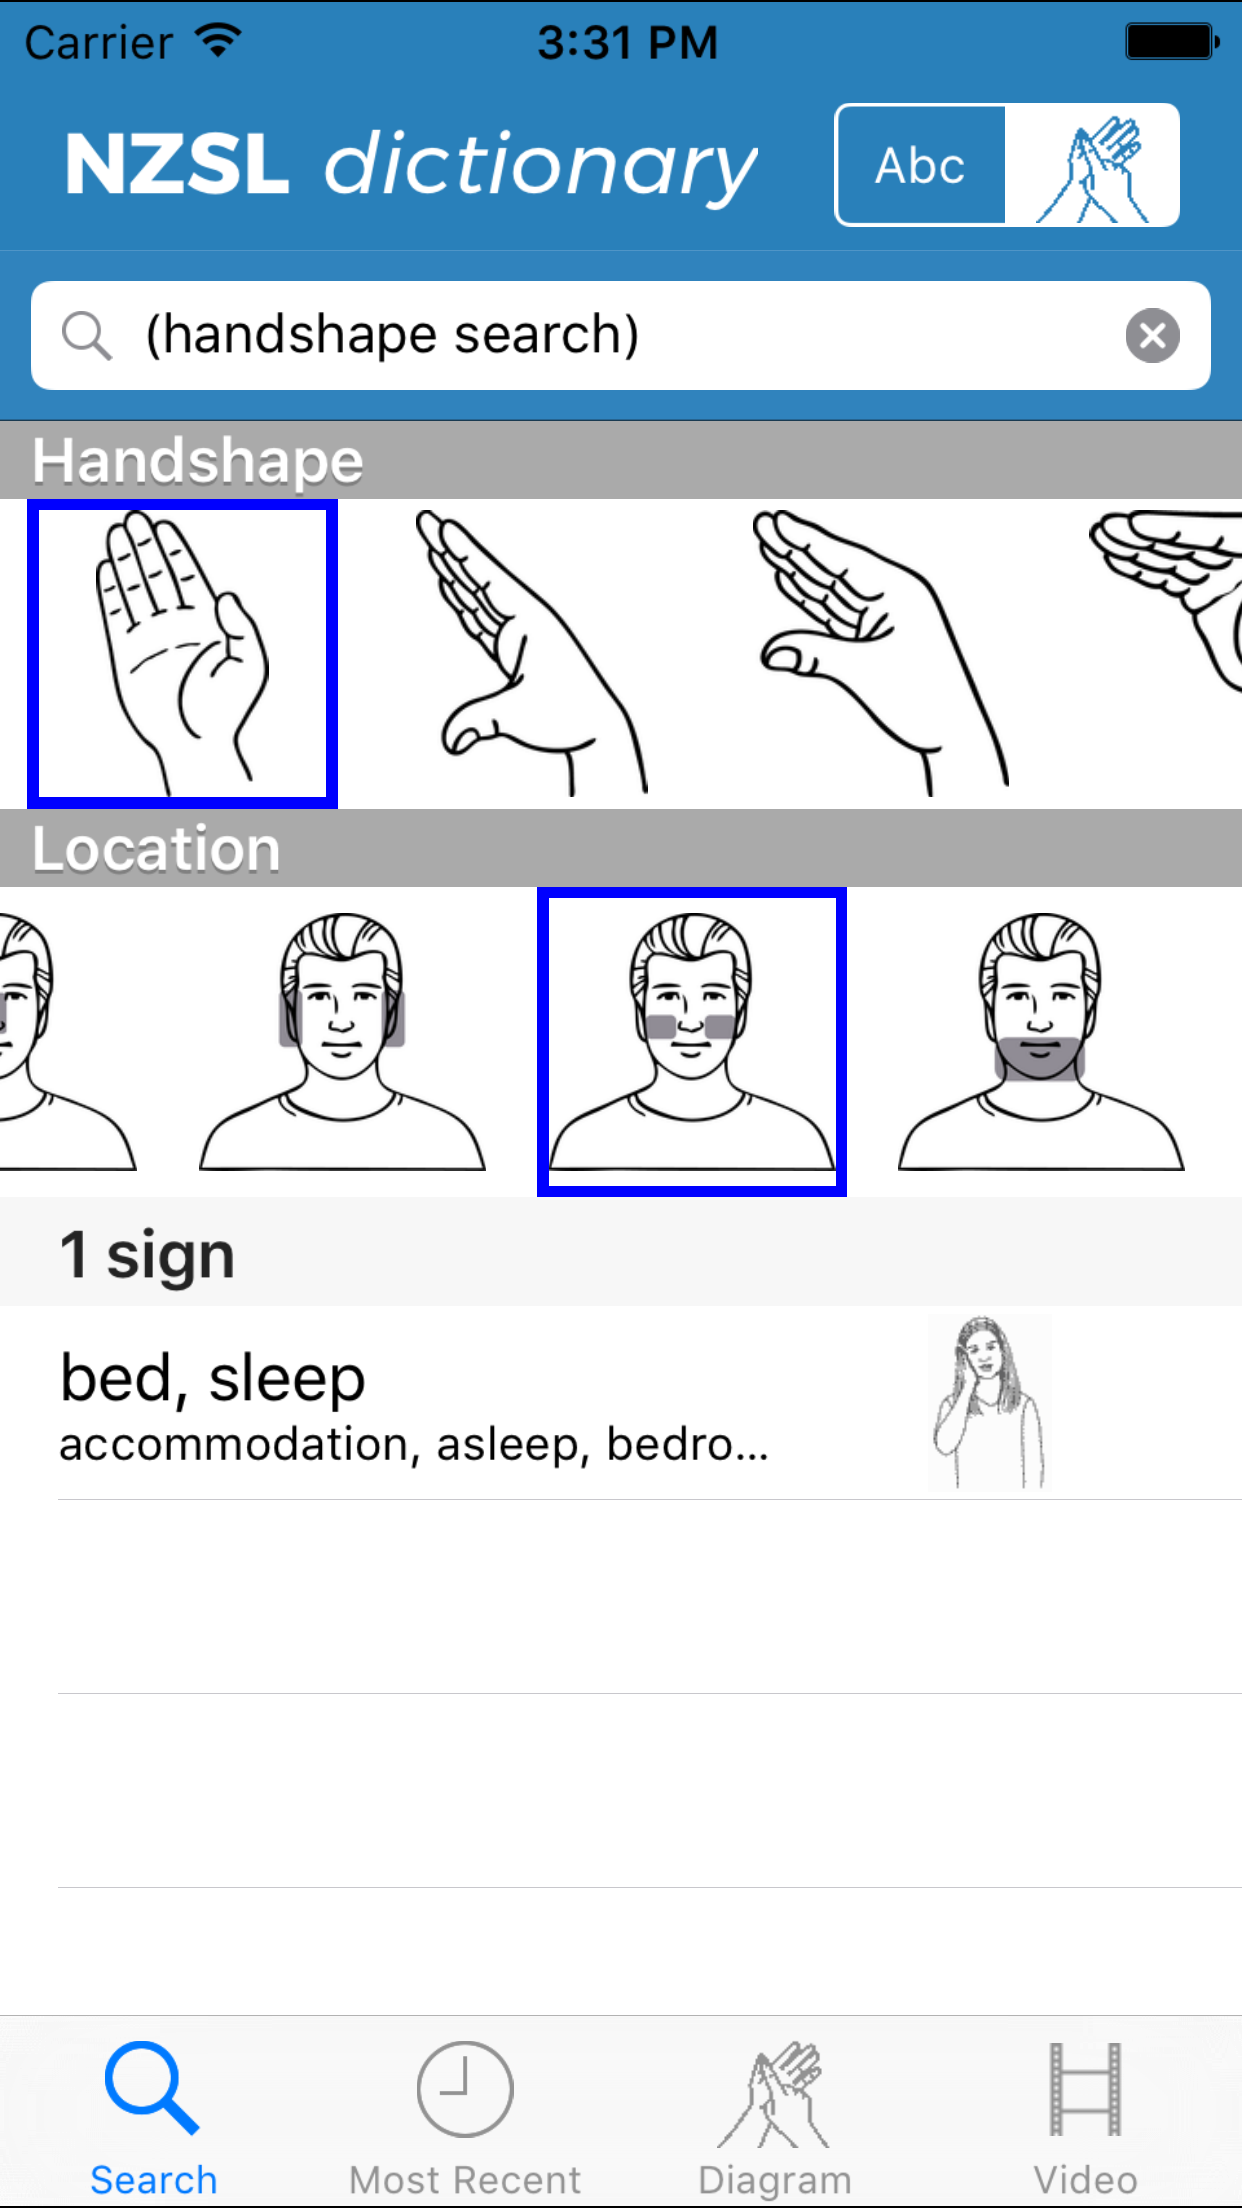 Carrier 3:31 PM
NZSL dictionary Abc
(handshape search)
Handshape
Location
1 sign
bed, sleep
accommodation, asleep, bedro...
Search Most Recent Diagram Video